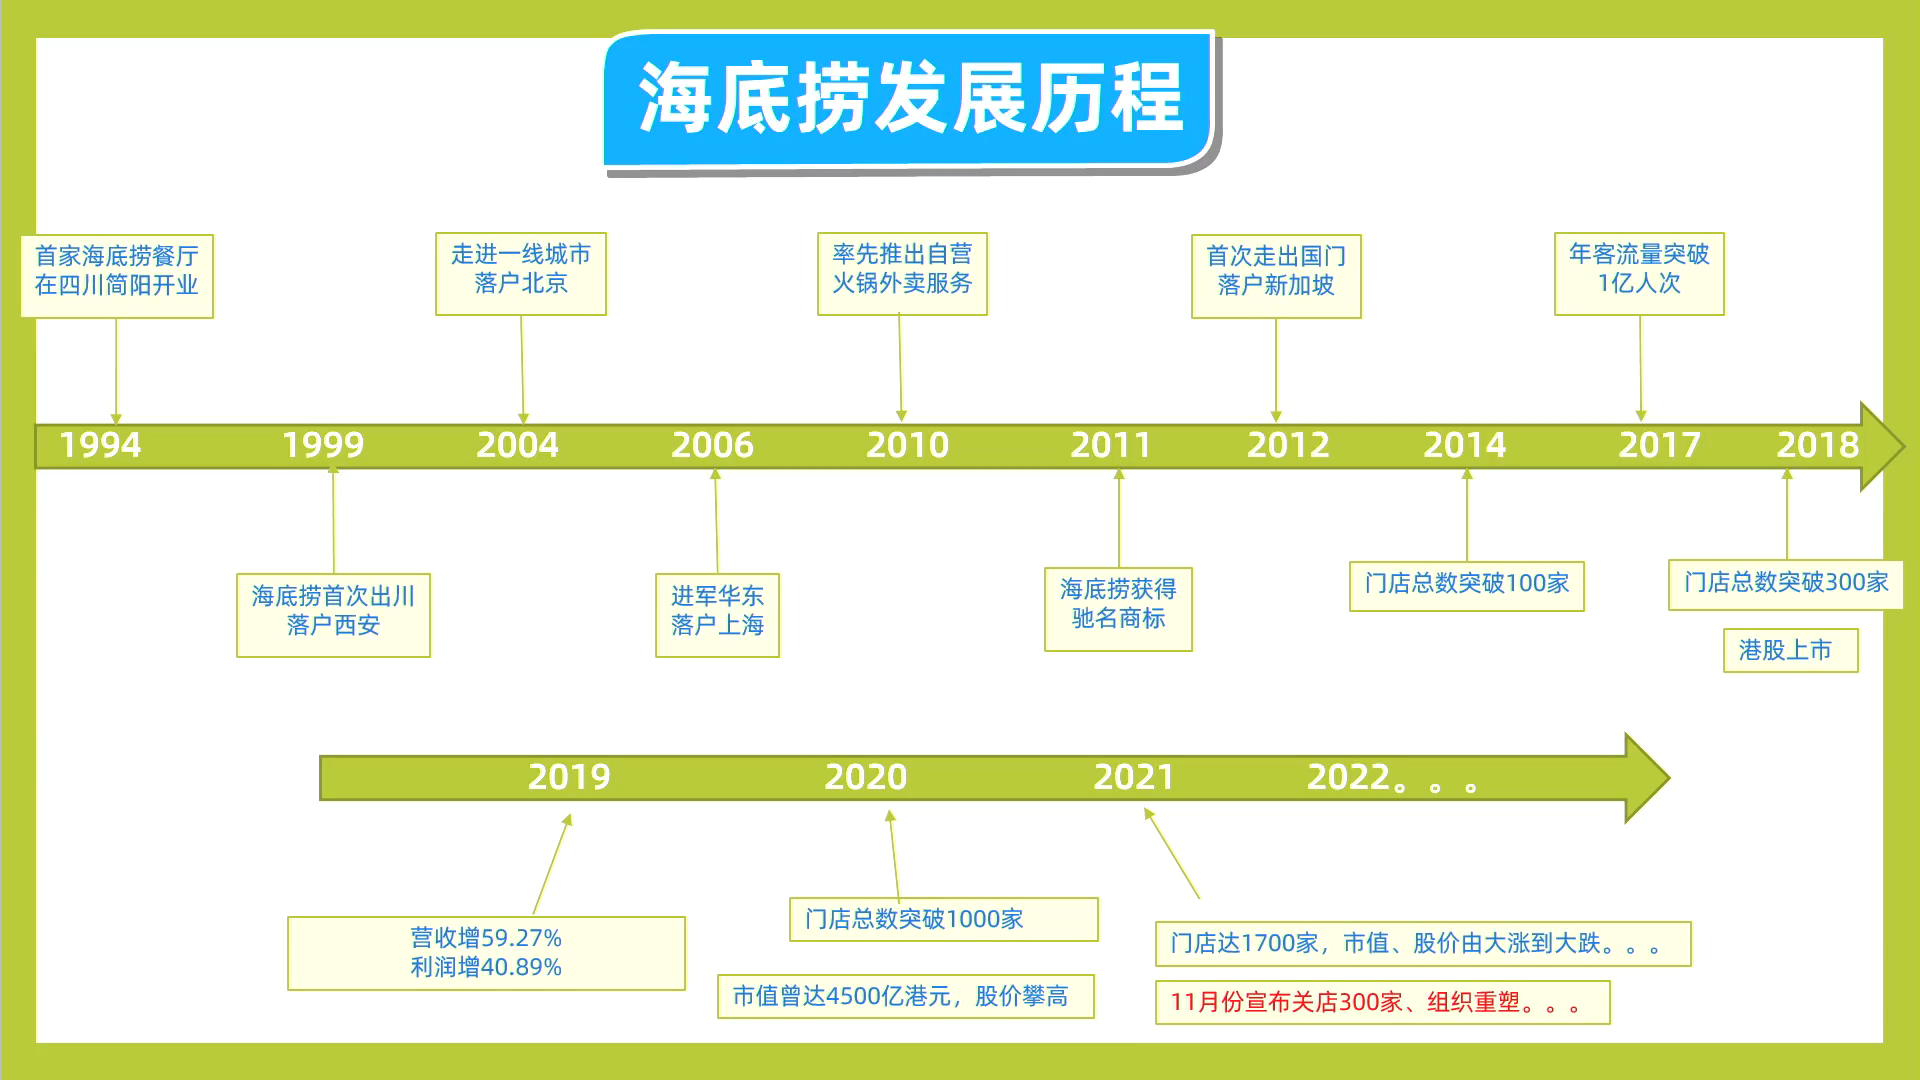 海底捞发展历程
首家海底捞餐厅
在四川简阳开业
走进一线城市
落户北京
率先推出自营
火锅外卖服务
首次走出国门
落户新加坡
年客流量突破
1亿人次
1994
1999
2004
2006
2010
2011
2012
2014
2017
2018
海底捞首次出川
落户西安
进军华东
落户上海
海底捞获得
驰名商标
门店总数突破100家
门店总数突破300家
港股上市
2019
2020
2021
2022。。。
营收增59.27%
利润增40.89%
门店总数突破1000家
市值曾达4500亿港元，股价攀高
门店达1700家，市值、股价由大涨到大跌。。。
11月份宣布关店300家、组织重塑。。。